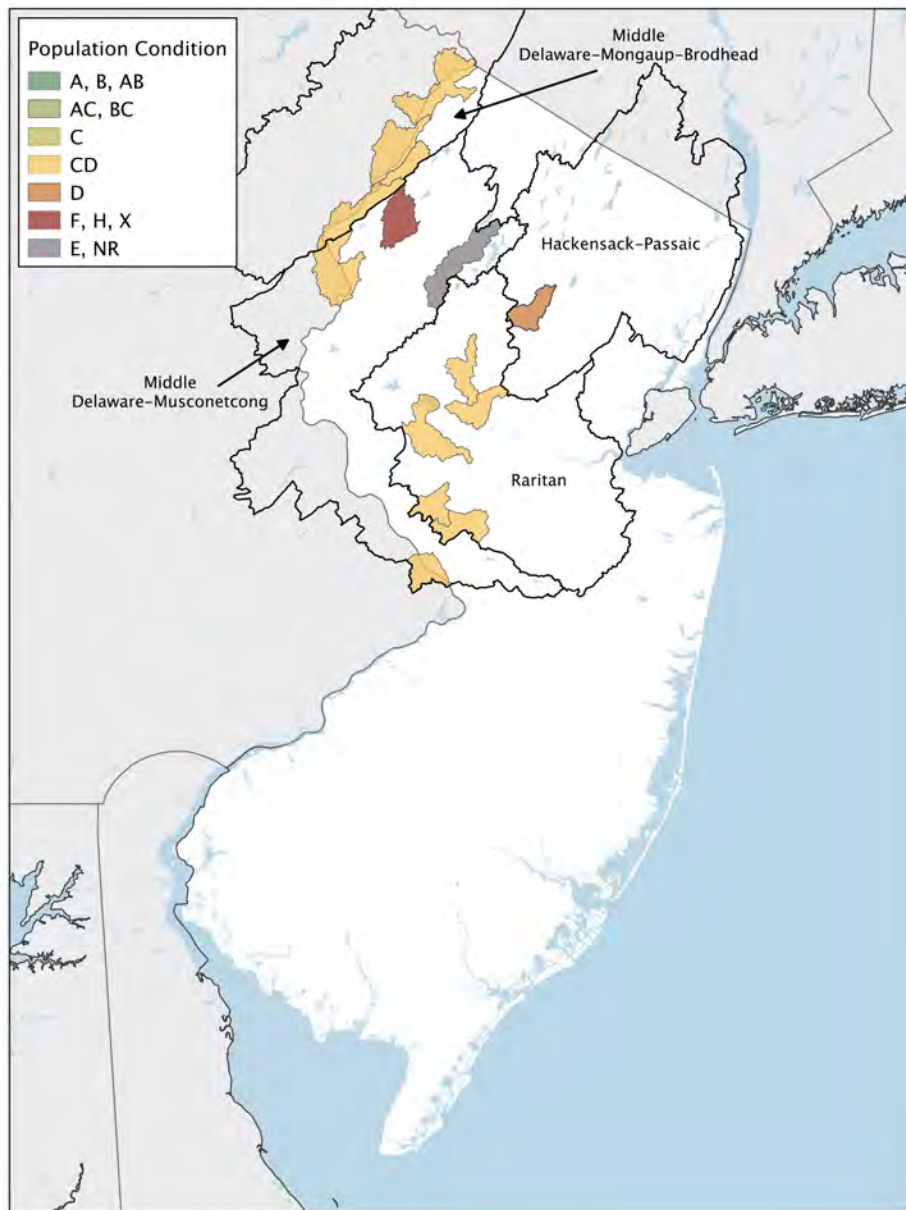 Population Condition
A, B, AB
AC, BC
C
CD
D
F, H, X
E, NR
Middle
Delaware-Mongaup-Brodhead
Hackensack-Passaic
Middle
Delaware-Musconetcong
Raritan